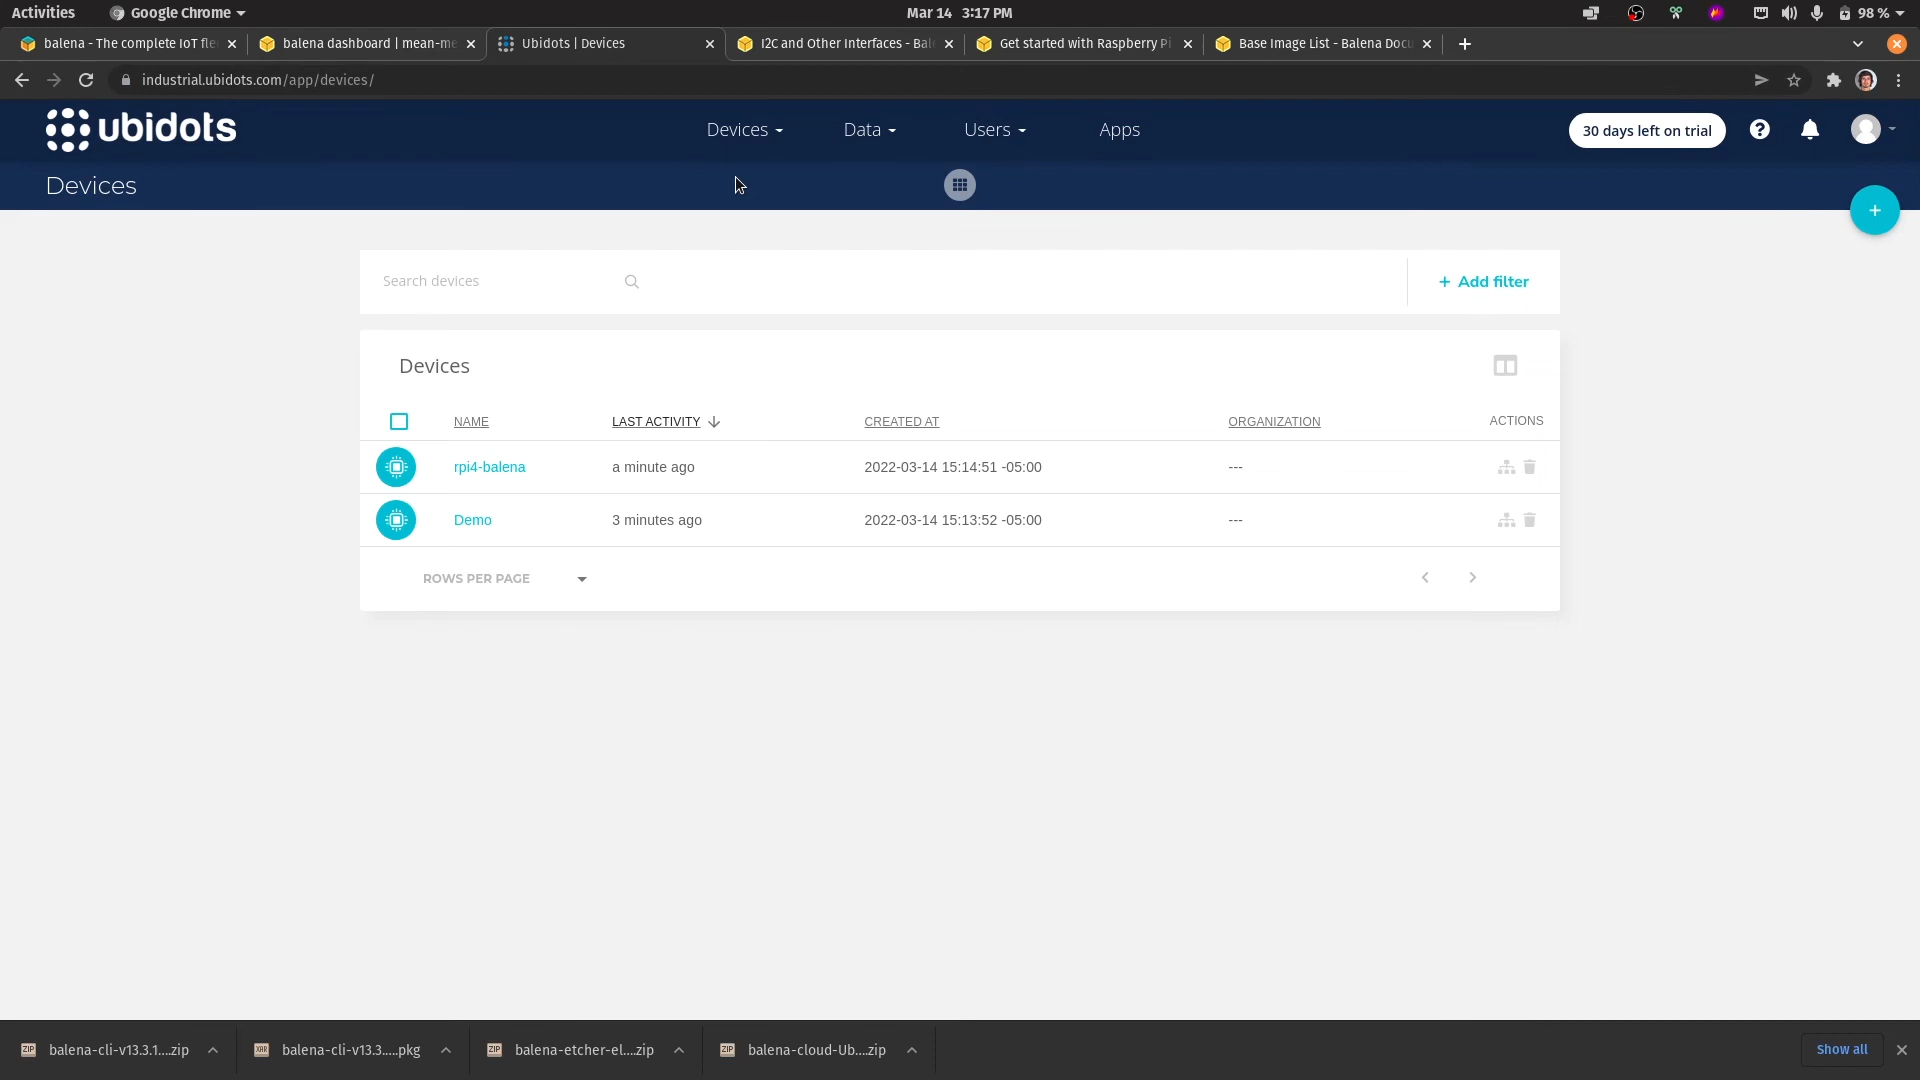 Activities
Google Chrome
Mar 14 3:17 PM
98 %
balena - The complete IoT fle
balena dashboard | mean-me
Ubidots | Devices
I2C and Other Interfaces - Bale
Get started with Raspberry Pi
Base Image List - Balena Docu
industrial.ubidots.com/app/devices/
ubidots
Devices
Data
Users
Apps
30 days left on trial
Devices
Search devices
+ Add filter
Devices
NAME
LAST ACTIVITY
CREATED AT
ORGANIZATION
ACTIONS
rpi4-balena
a minute ago
2022-03-14 15:14:51 -05:00
---
Demo
3 minutes ago
2022-03-14 15:13:52 -05:00
---
ROWS PER PAGE
ZIP
balena-cli-v13.3.1....zip
XAR
balena-cli-v13.3.....pkg
ZIP
balena-etcher-el....zip
ZIP
balena-cloud-Ub....zip
Show all